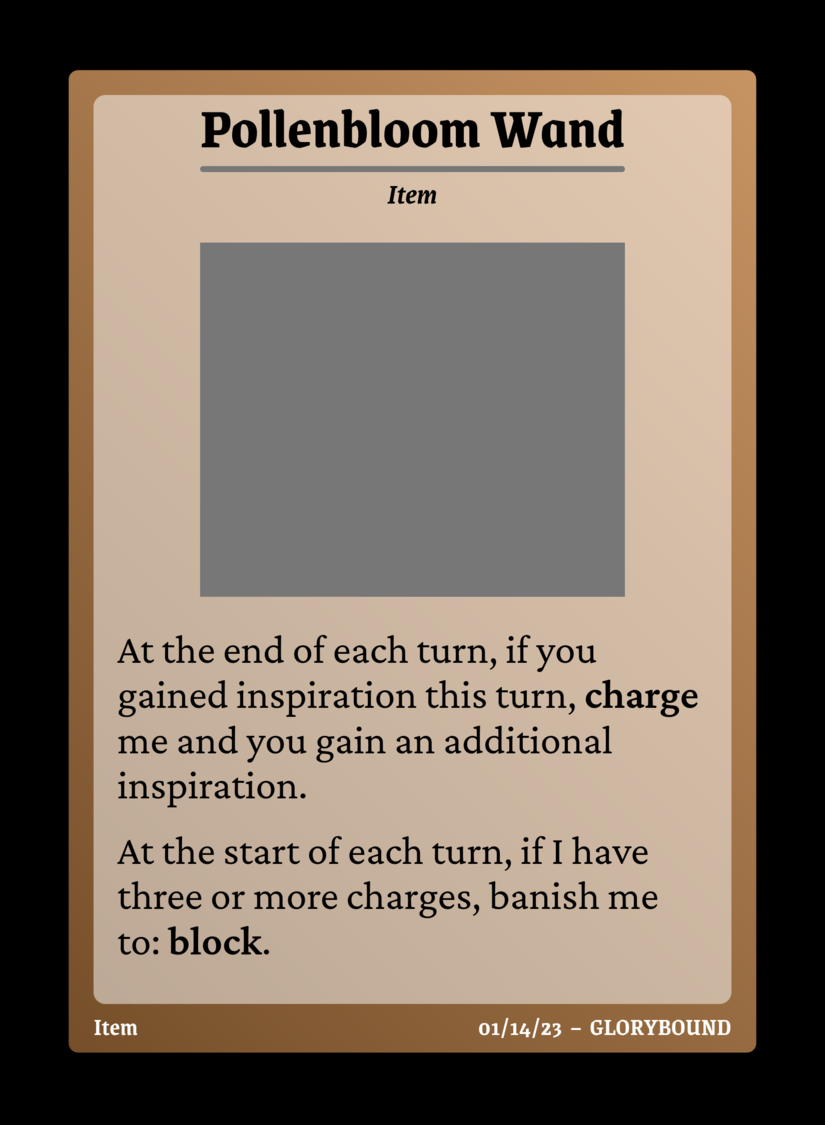 Pollenbloom Wand
Item
At the end of each turn, if you
gained inspiration this turn, charge
me and you gain an additional
inspiration.
At the start of each turn, if I have
three or more charges, banish me
to: block.
Item
01/14/23 – GLORYBOUND